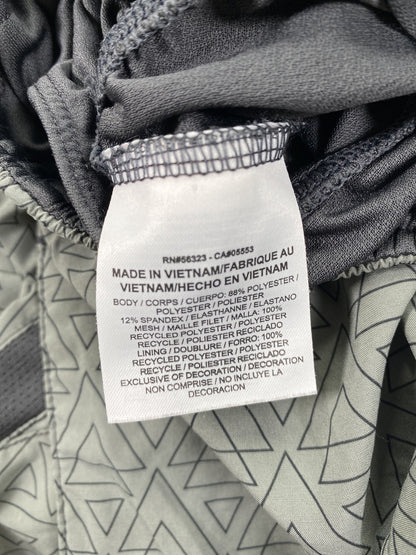 RN#56323 - CA#05553
MADE IN VIETNAM/FABRIQUE AU
VIETNAM/HECHO EN VIETNAM
BODY / CORPS / CUERPO: 88% POLYESTER /
POLYESTER / POLIESTER
12% SPANDEX / ELASTHANNE / ELASTANO
MESH / MAILLE FILET / MALLA: 100%
RECYCLED POLYESTER / POLYESTER
RECYCLE / POLIESTER RECICLADO
LINING / DOUBLURE / FORRO: 100%
RECYCLED POLYESTER / POLYESTER
RECYCLE / POLIESTER RECICLADO
EXCLUSIVE OF DECORATION / DECORATION
NON COMPRISE / NO INCLUYE LA
DECORACION